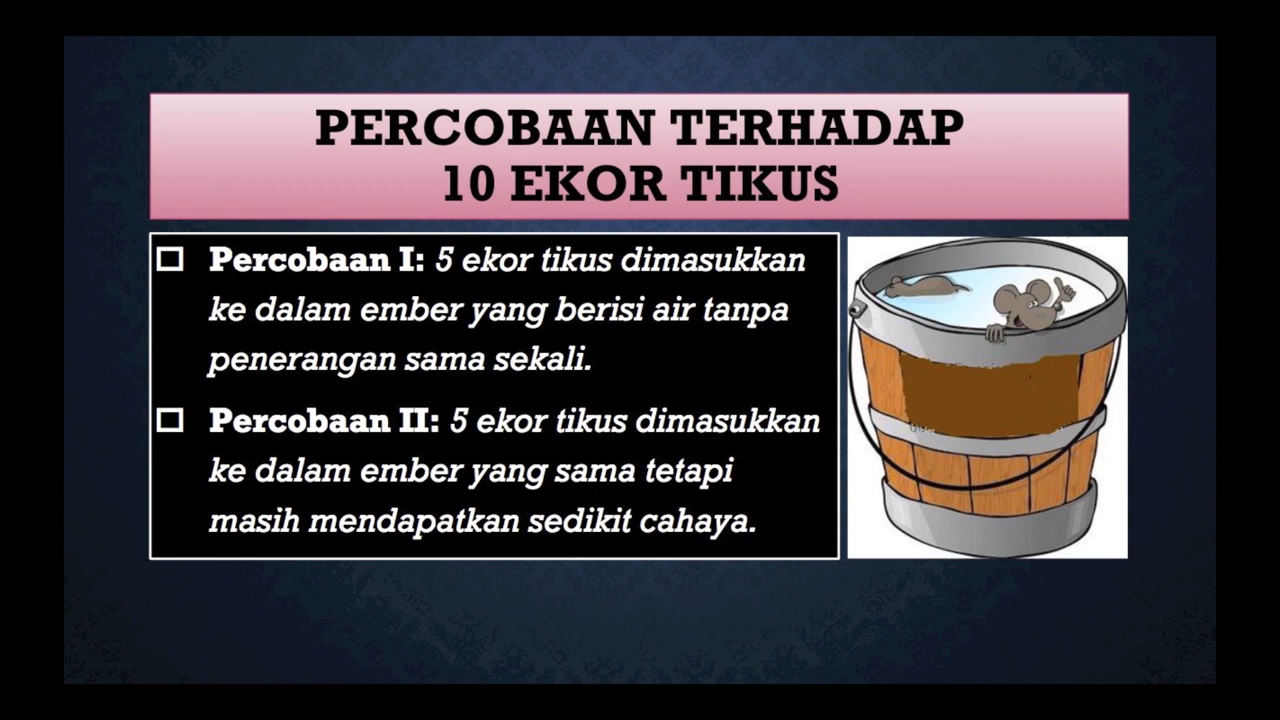 PERCOBAAN TERHADAP
10 EKOR TIKUS
Percobaan I: 5 ekor tikus dimasukkan
ke dalam ember yang berisi air tanpa
penerangan sama sekali.
Percobaan II: 5 ekor tikus dimasukkan
ke dalam ember yang sama tetapi
masih mendapatkan sedikit cahaya.